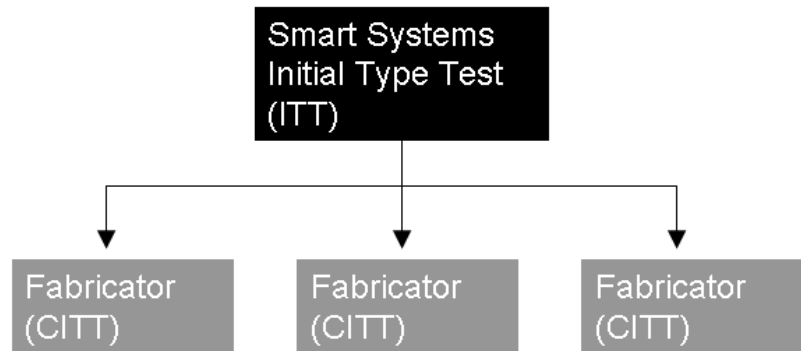 Smart Systems
Initial Type Test
(ITT)
Fabricator
(CITT)
Fabricator
(CITT)
Fabricator
(CITT)